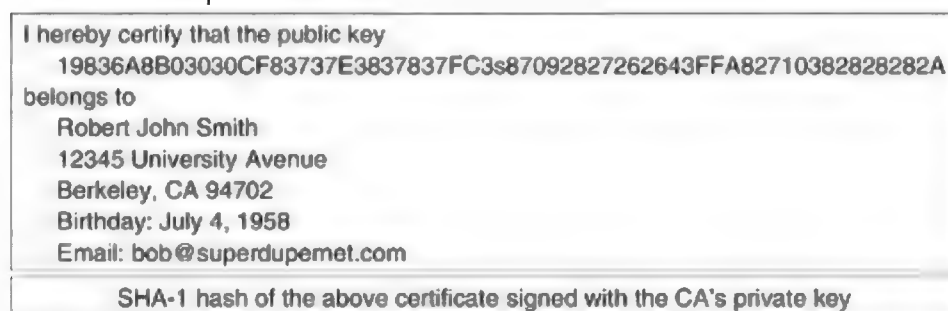 I hereby certify that the public key
19836A8B03030CF83737E3837837FC3s87092827262643FFA82710382828282A
belongs to
Robert John Smith
12345 University Avenue
Berkeley, CA 94702
Birthday: July 4, 1958
Email: bob@superdupernet.com
SHA-1 hash of the above certificate signed with the CA's private key